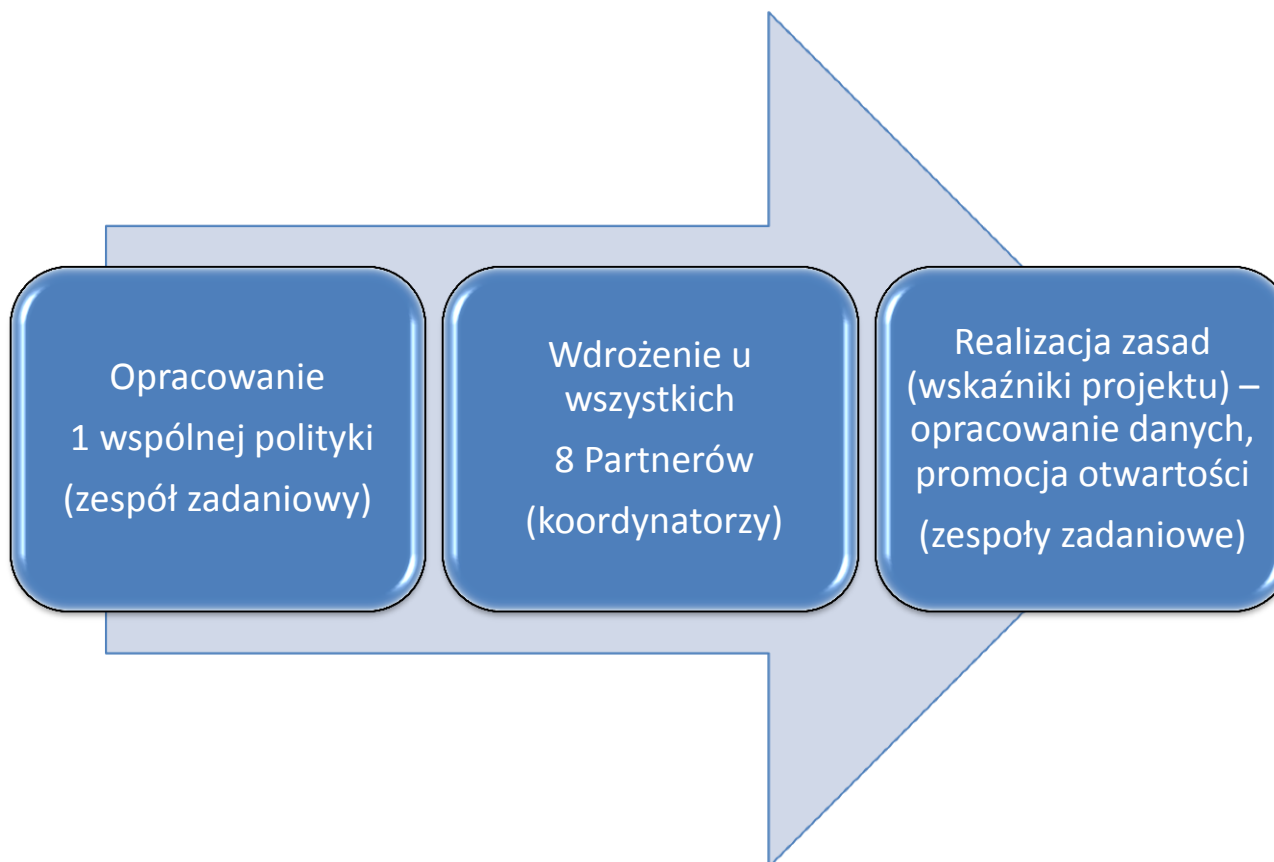 Opracowanie
1 wspólnej polityki
(zespół zadaniowy)
Wdrożenie u
wszystkich
8 Partnerów
(koordynatorzy)
Realizacja zasad
(wskaźniki projektu) –
opracowanie danych,
promocja otwartości
(zespoły zadaniowe)